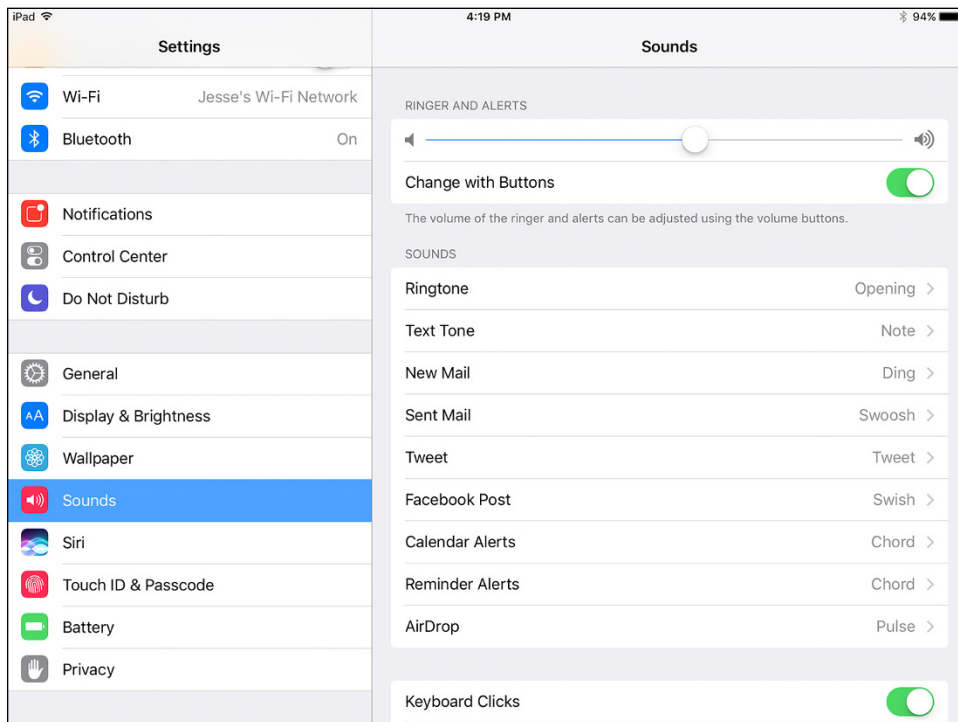 iPad 4:19 PM 94%
Settings
Wi-Fi Jesse's Wi-Fi Network
Bluetooth On
Notifications
Control Center
Do Not Disturb
General
AA Display & Brightness
Wallpaper
Sounds
Siri
Touch ID & Passcode
Battery
Privacy
Sounds
RINGER AND ALERTS
Change with Buttons
The volume of the ringer and alerts can be adjusted using the volume buttons.
SOUNDS
Ringtone Opening
Text Tone Note
New Mail Ding
Sent Mail Swoosh
Tweet Tweet
Facebook Post Swish
Calendar Alerts Chord
Reminder Alerts Chord
AirDrop Pulse
Keyboard Clicks